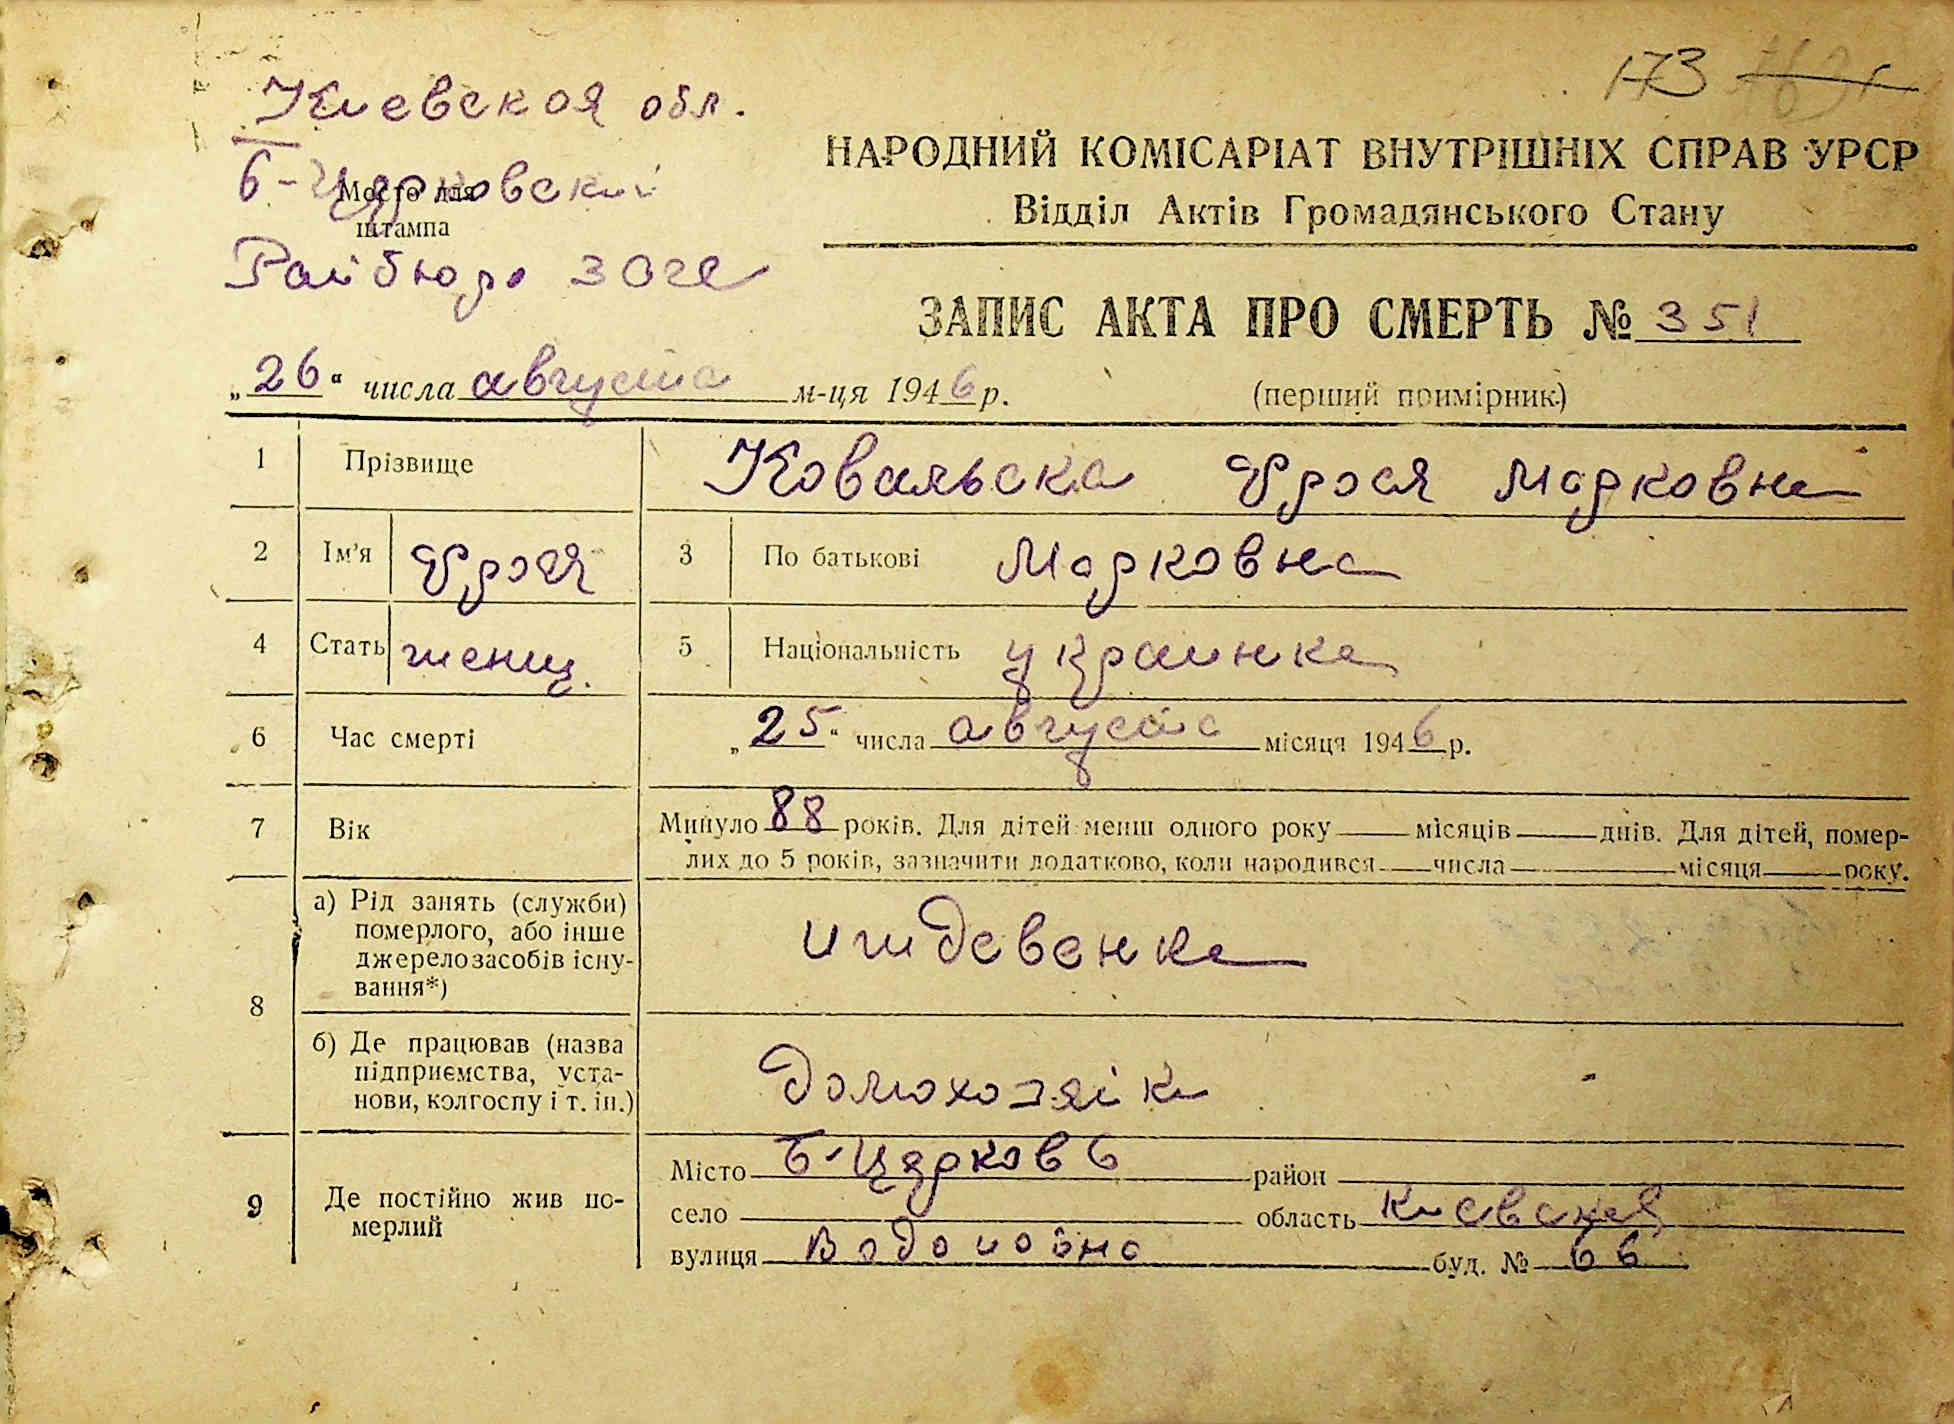 173
Киевская обл.
Б-Церковский
Место для
штампа
Райбюро ЗАГС
НАРОДНИЙ КОМІСАРІАТ ВНУТРІШНІХ СПРАВ УРСР
Відділ Актів Громадянського Стану
ЗАПИС АКТА ПРО СМЕРТЬ № 351
„26“ числа августа м-ця 1946 р.
(перший примірник)
1 Прізвище Ковальска Фрося Марковна
2 Ім’я Фрося 3 По батькові Марковна
4 Стать женщ. 5 Національність украинка
6 Час смерті „25“ числа августа місяця 1946 р.
7 Вік Минуло 88 років. Для дітей менш одного року місяців днів. Для дітей, помер-
лих до 5 років, зазначити додатково, коли народився числа місяця року.
8 а) Рід занять (служби)
померлого, або інше
джерело засобів існу-
вання*)
иждевенка
б) Де працював (назва
підприємства, уста-
нови, колгоспу і т. ін.)
домохозяйк
9 Де постійно жив по-
мерлий
Місто Б-Церковь район
село область Киевская
вулиця Водопойна буд. № 66